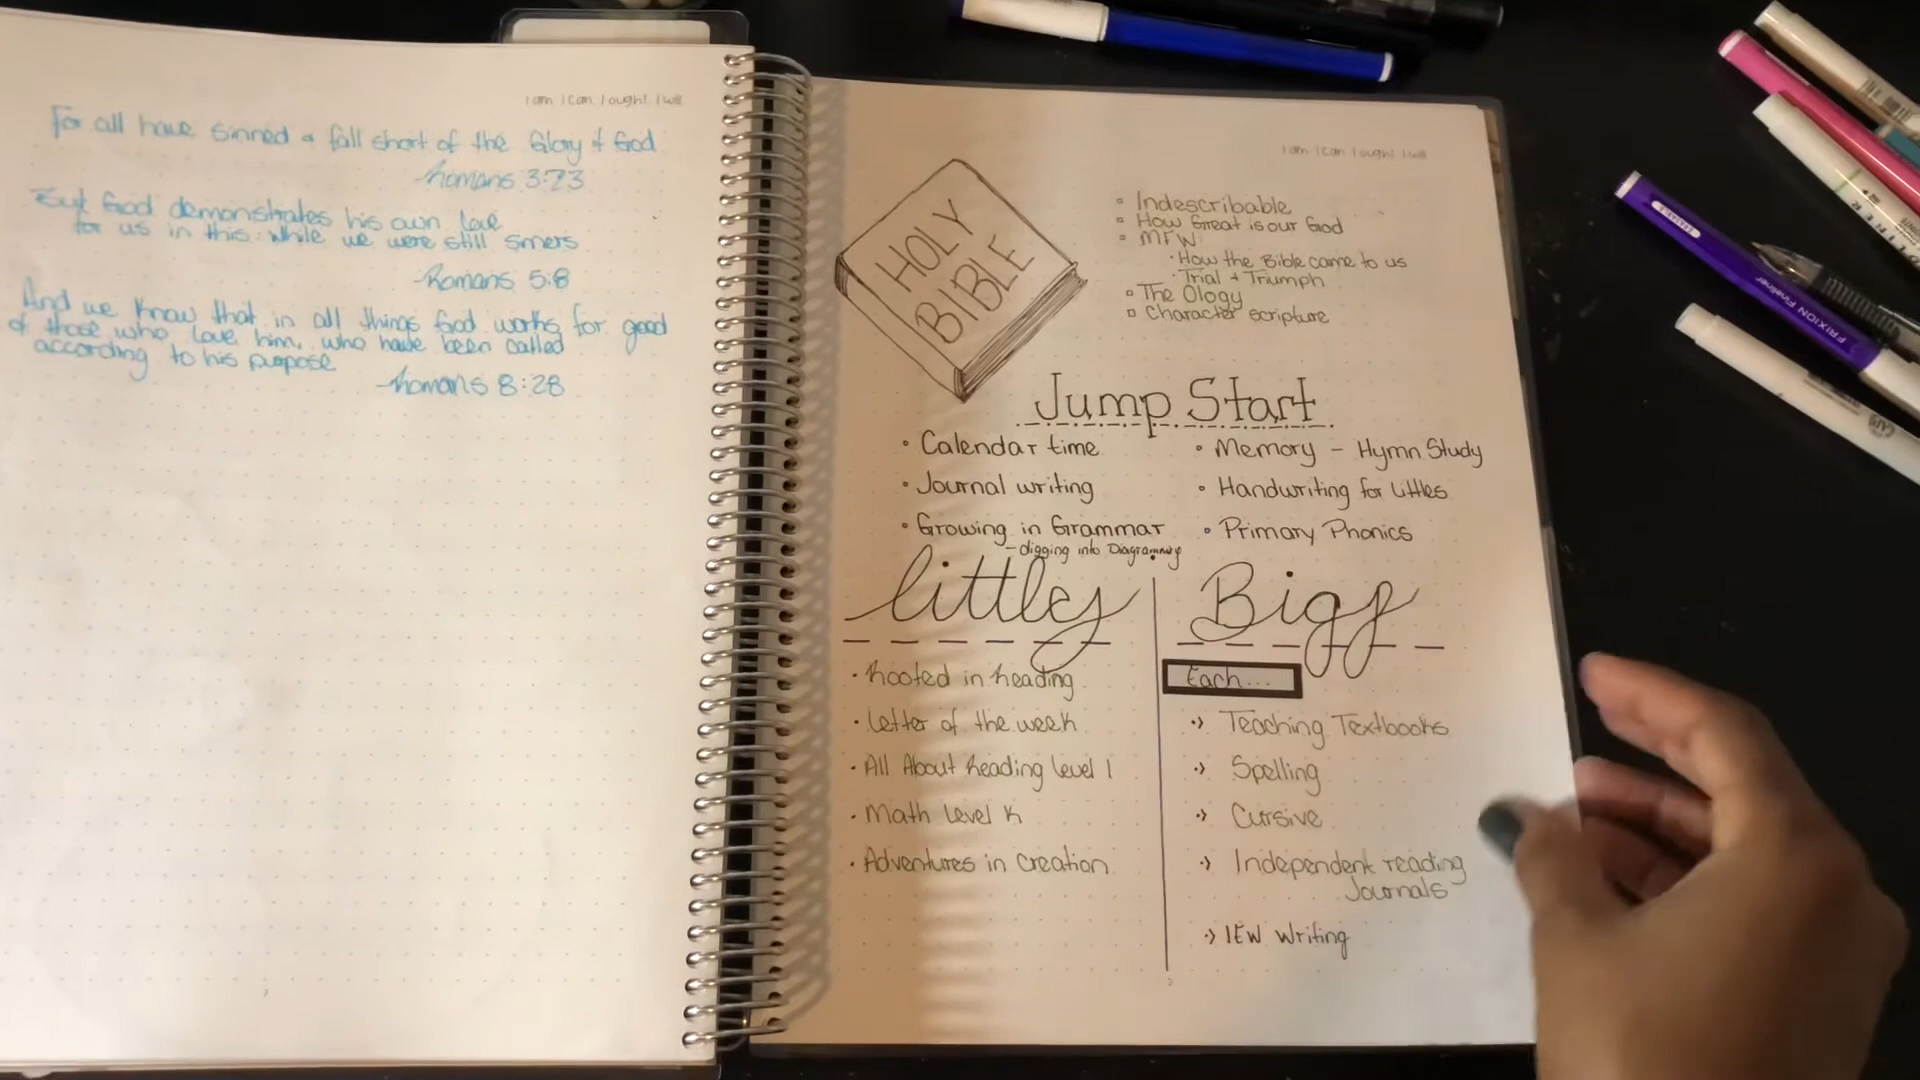 I am I Can I ought I will
For all have sinned & fall short of the Glory of God
Romans 3:23
But God demonstrates his own love
for us in this: While we were still sinners
Romans 5:8
And we know that in all things God works for good
of those who love him, who have been called
according to his purpose
Romans 8:28
I am I Can I ought I will
HOLY
BIBLE
Indescribable
How Great is our God
MFW
How the Bible came to us
Trial + Triumph
The Ology
Character scripture
Jump Start
Calendar time
Journal writing
Growing in Grammar
- digging into Diagramming
Memory - Hymn Study
Handwriting for Littles
Primary Phonics
littles
Rooted in Reading
Letter of the week
All About Reading Level 1
Math Level K
Adventures in Creation
Bigs
Each...
Teaching Textbooks
Spelling
Cursive
Independent reading
Journals
IEW Writing
FRIXION Fineliner